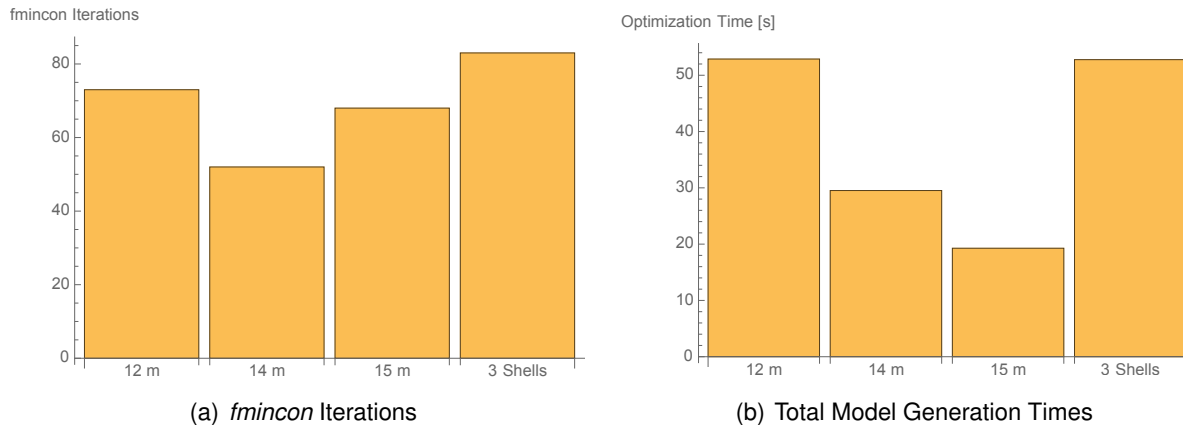 fmincon Iterations
80
60
40
20
0
12 m
14 m
15 m
3 Shells
(a) fmincon Iterations
Optimization Time [s]
50
40
30
20
10
0
12 m
14 m
15 m
3 Shells
(b) Total Model Generation Times